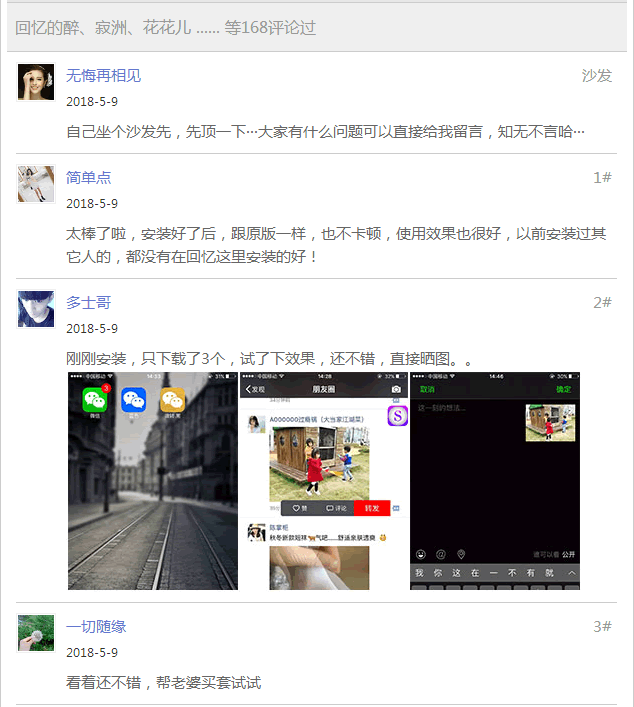 回忆的醉、寂洲、花花儿 ...... 等168评论过
无悔再相见
沙发
2018-5-9
自己坐个沙发先，先顶一下···大家有什么问题可以直接给我留言，知无不言哈···
简单点
1#
2018-5-9
太棒了啦，安装好了后，跟原版一样，也不卡顿，使用效果也很好，以前安装过其
它人的，都没有在回忆这里安装的好！
多士哥
2#
2018-5-9
刚刚安装，只下载了3个，试了下效果，还不错，直接晒图。。
中国移动
14:33
31%
3
微信
中国移动
14:28
32%
发现
朋友圈
A000000过瘾锅（大当家江湖菜）
S
赞
评论
转发
陈掌柜
秋冬新款短袜
气吧......舒适亲肤透爽
中国移动
14:46
30%
取消
确定
这一刻的想法...
谁可以看 公开
我 你 这 在 一 不 有 就
一切随缘
3#
2018-5-9
看着还不错，帮老婆买套试试